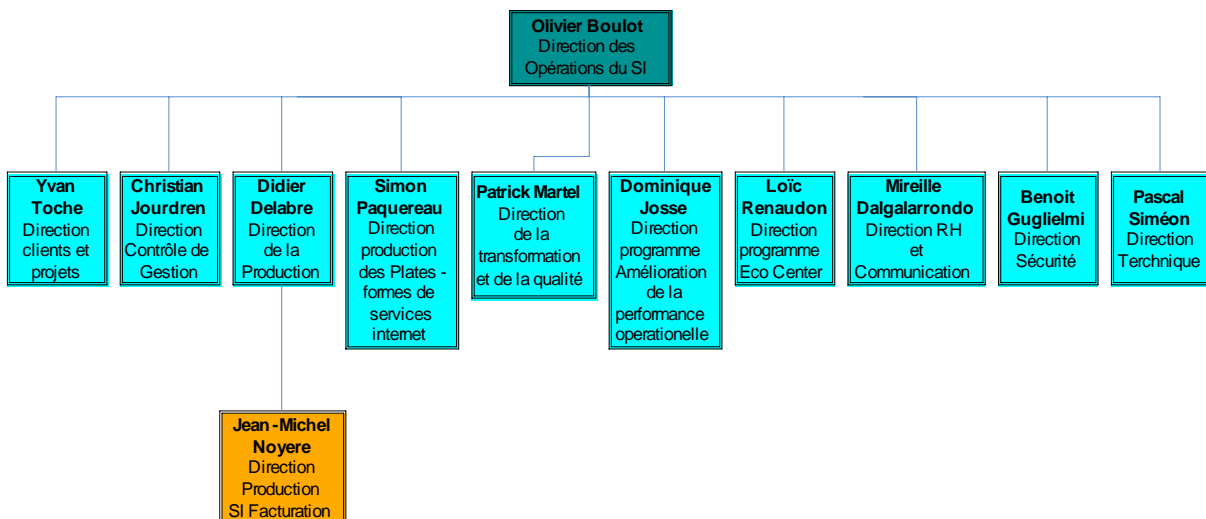 Olivier Boulot
Direction des
Opérations du SI
Yvan
Toche
Direction
clients et
projets
Christian
Jourdren
Direction
Contrôle de
Gestion
Didier
Delabre
Direction
de la
Production
Simon
Paquereau
Direction
production
des Plates -
formes de
services
internet
Patrick Martel
Direction
de la
transformation
et de la qualité
Dominique
Josse
Direction
programme
Amélioration
de la
performance
operationelle
Loïc
Renaudon
Direction
programme
Eco Center
Mireille
Dalgalarrondo
Direction RH
et
Communication
Benoit
Guglielmi
Direction
Sécurité
Pascal
Siméon
Direction
Terchnique
Jean -Michel
Noyere
Direction
Production
SI Facturation